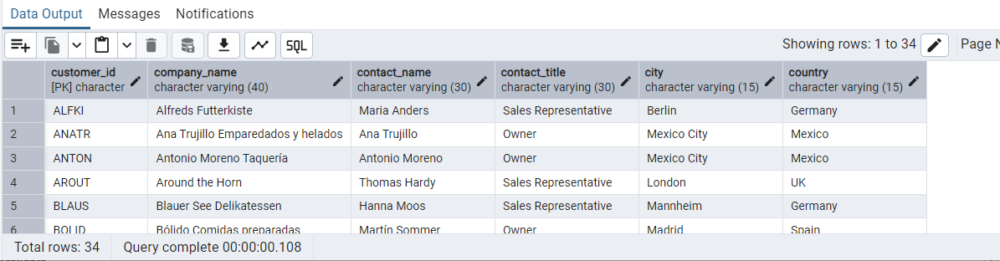 Data Output Messages Notifications
SQL Showing rows: 1 to 34 Page
customer_id company_name contact_name contact_title city country
[PK] character character varying (40) character varying (30) character varying (30) character varying (15) character varying (15)
1 ALFKI Alfreds Futterkiste Maria Anders Sales Representative Berlin Germany
2 ANATR Ana Trujillo Emparedados y helados Ana Trujillo Owner Mexico City Mexico
3 ANTON Antonio Moreno Taquería Antonio Moreno Owner Mexico City Mexico
4 AROUT Around the Horn Thomas Hardy Sales Representative London UK
5 BLAUS Blauer See Delikatessen Hanna Moos Sales Representative Mannheim Germany
6 BOLID Bólido Comidas preparadas Martín Sommer Owner Madrid Spain
Total rows: 34 Query complete 00:00:00.108